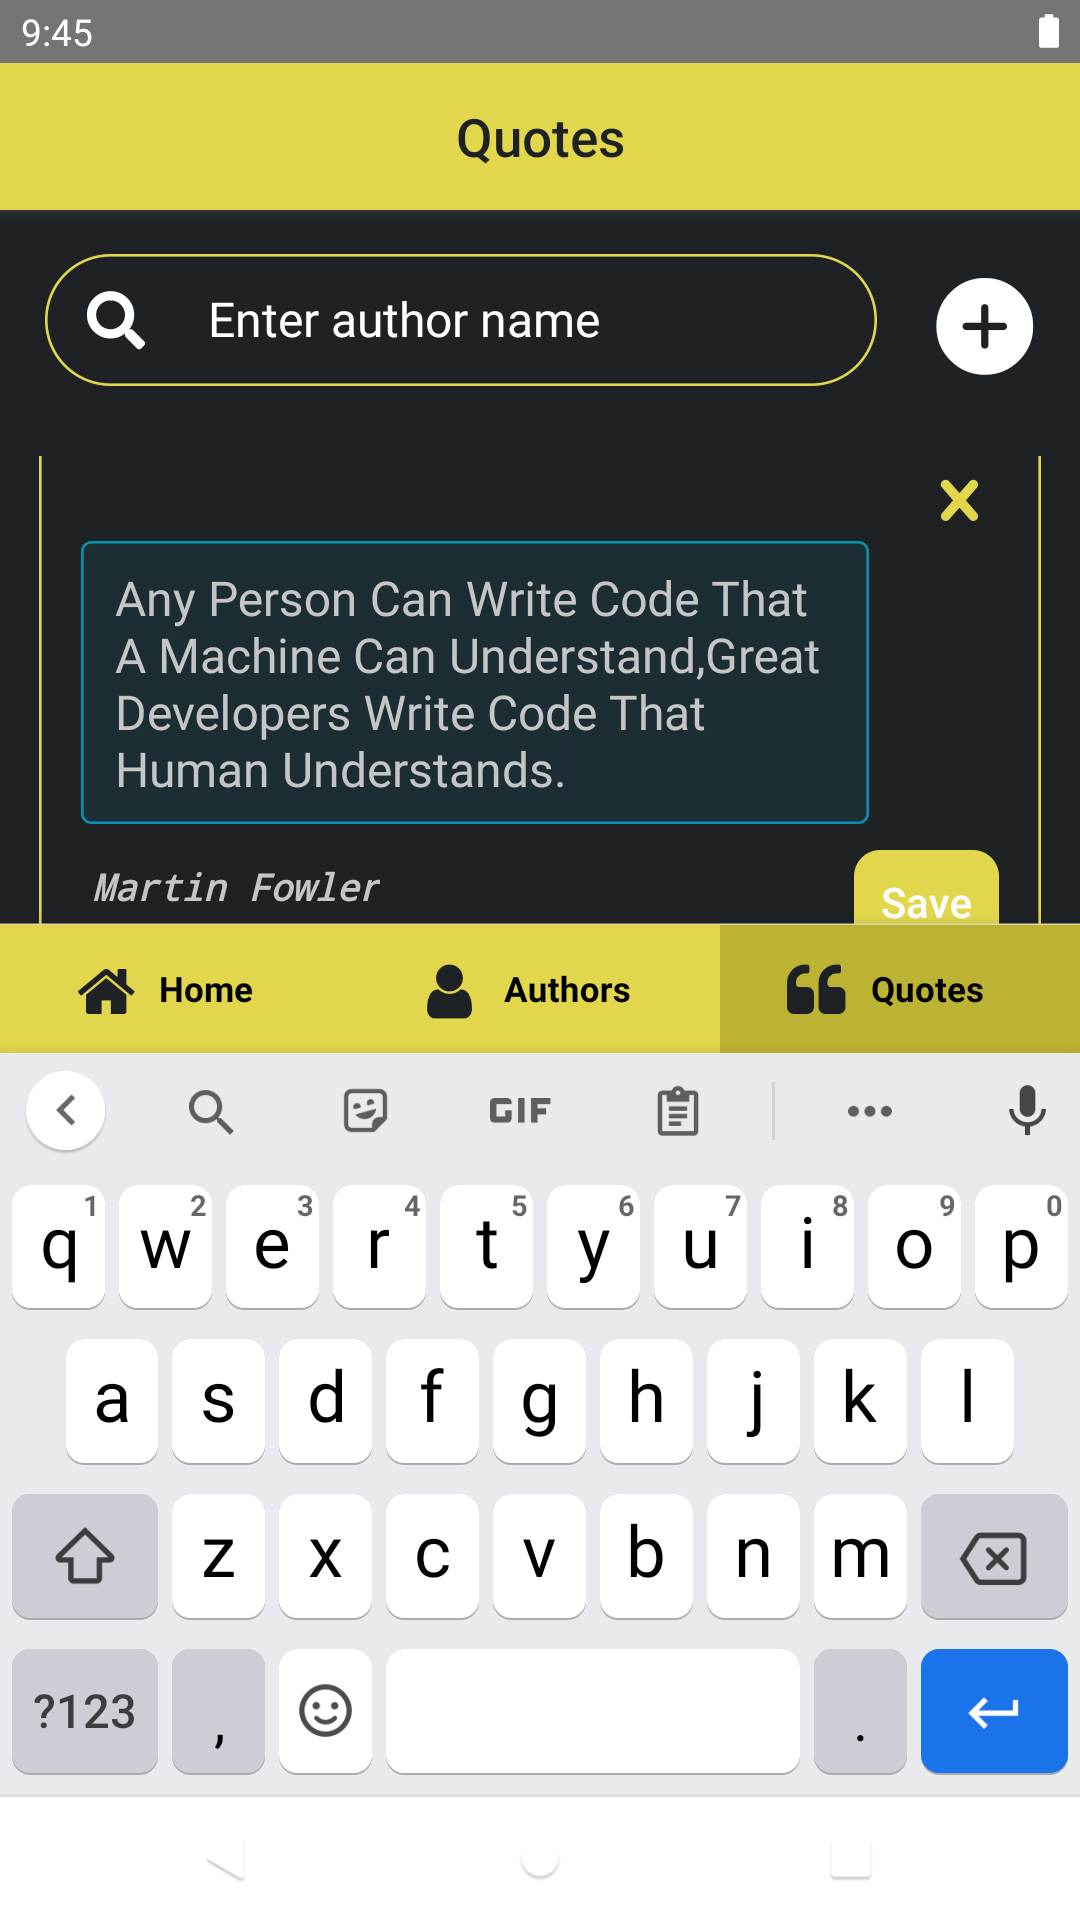 9:45
Quotes
Enter author name
Any Person Can Write Code That
A Machine Can Understand,Great
Developers Write Code That
Human Understands.
Martin Fowler
Save
Home Authors Quotes
GIF
1 2 3 4 5 6 7 8 9 0
q w e r t y u i o p
a s d f g h j k l
z x c v b n m
?123 , .